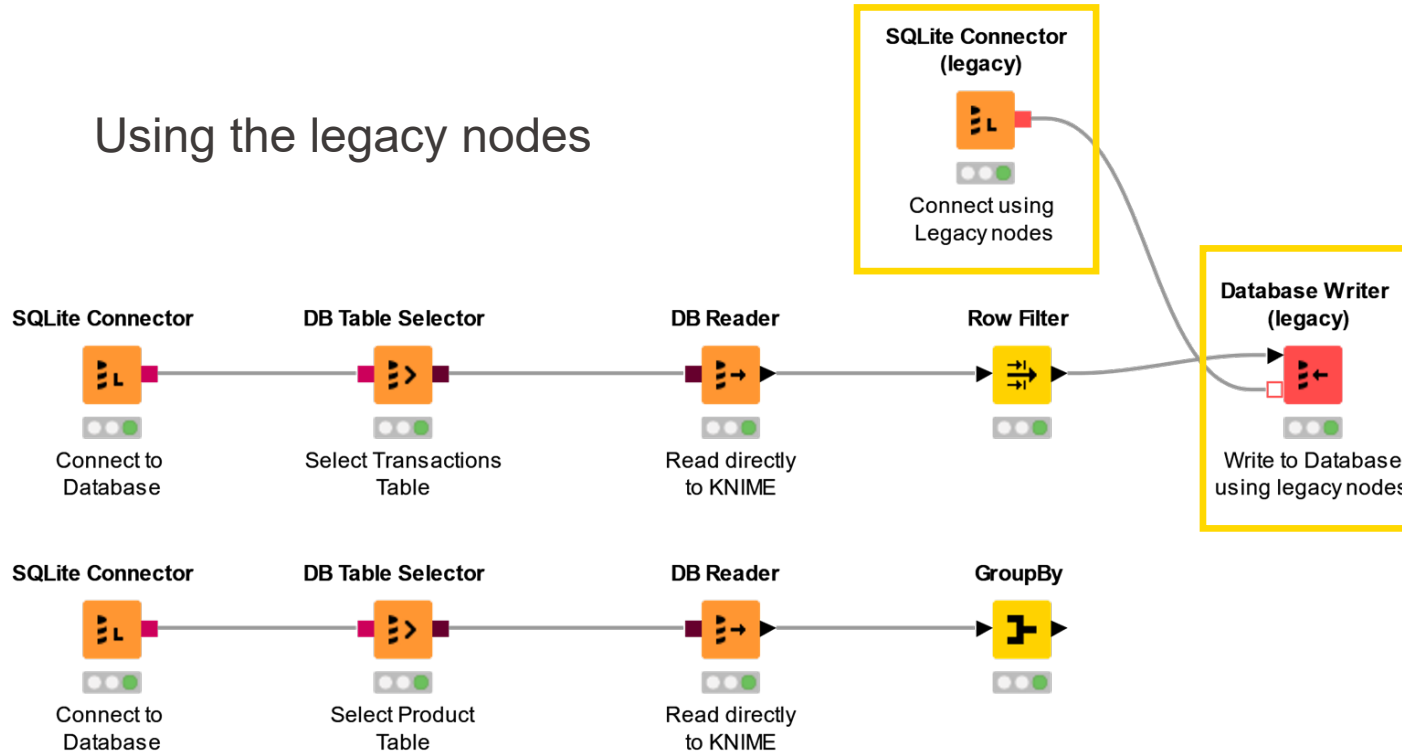 Using the legacy nodes
SQLite Connector
(legacy)
Connect using
Legacy nodes
SQLite Connector
DB Table Selector
DB Reader
Row Filter
Database Writer
(legacy)
Connect to
Database
Select Transactions
Table
Read directly
to KNIME
Write to Database
using legacy nodes
SQLite Connector
DB Table Selector
DB Reader
GroupBy
Connect to
Database
Select Product
Table
Read directly
to KNIME